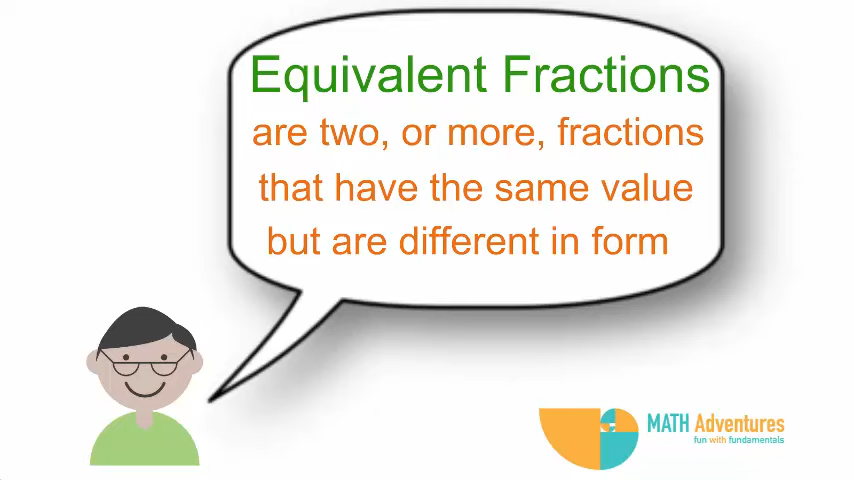 Equivalent Fractions
are two, or more, fractions
that have the same value
but are different in form
MATH Adventures
fun with fundamentals